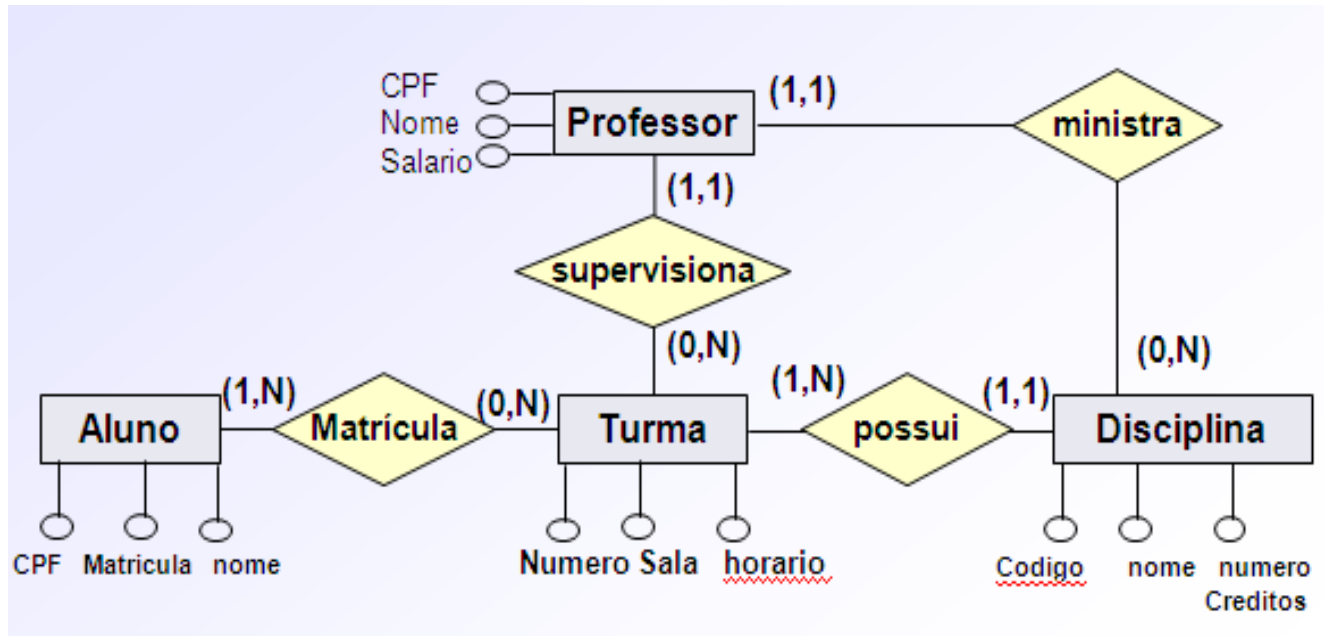 CPF
Nome
Salario
Professor
(1,1)
ministra
(1,1)
supervisiona
(0,N)
(0,N)
Aluno
(1,N)
Matrícula
(0,N)
Turma
(1,N)
possui
(1,1)
Disciplina
CPF Matricula nome
Numero Sala horario
Codigo nome numero
Creditos